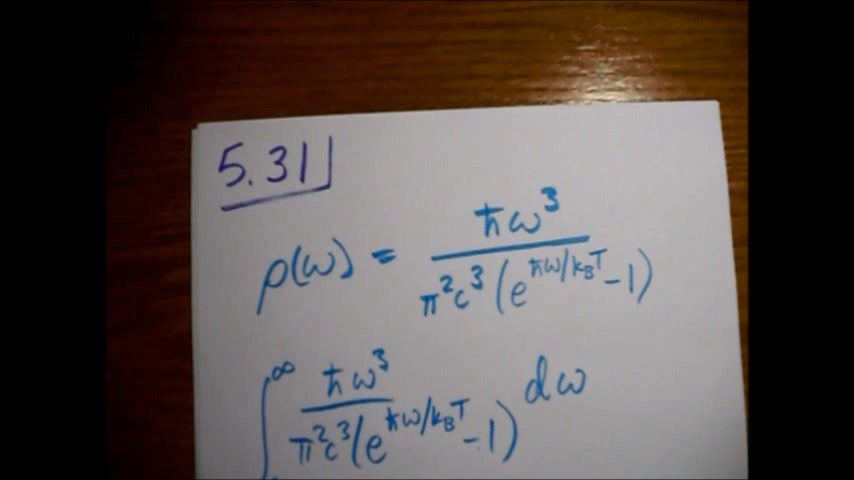 5.31
ρ(ω) = ħω³ / π²c³(e^(ħω/k_BT) - 1)
∫^∞ ħω³ / π²c³(e^(ħω/k_BT) - 1) dω